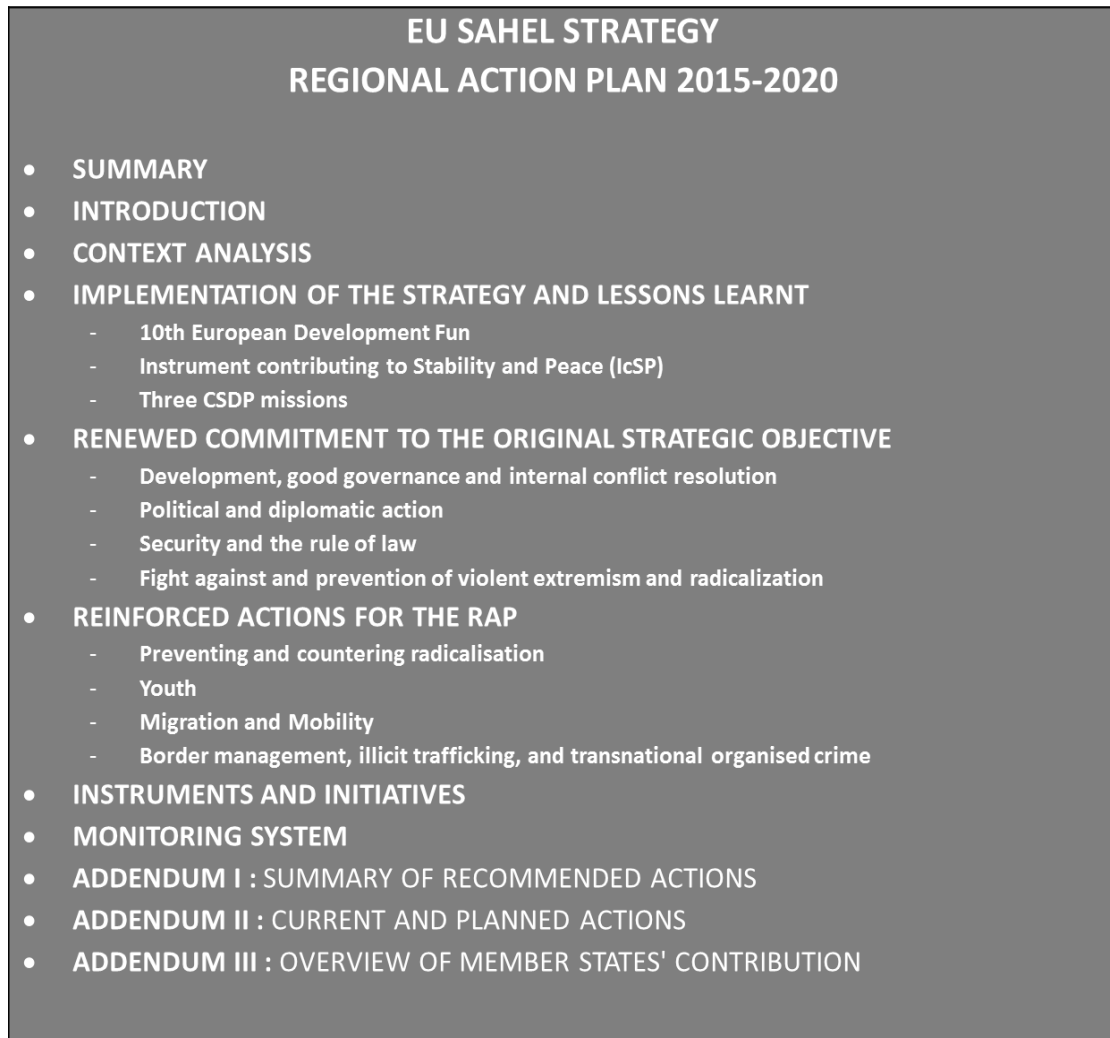 EU SAHEL STRATEGY
REGIONAL ACTION PLAN 2015-2020
• SUMMARY
• INTRODUCTION
• CONTEXT ANALYSIS
• IMPLEMENTATION OF THE STRATEGY AND LESSONS LEARNT
- 10th European Development Fun
- Instrument contributing to Stability and Peace (IcSP)
- Three CSDP missions
• RENEWED COMMITMENT TO THE ORIGINAL STRATEGIC OBJECTIVE
- Development, good governance and internal conflict resolution
- Political and diplomatic action
- Security and the rule of law
- Fight against and prevention of violent extremism and radicalization
• REINFORCED ACTIONS FOR THE RAP
- Preventing and countering radicalisation
- Youth
- Migration and Mobility
- Border management, illicit trafficking, and transnational organised crime
• INSTRUMENTS AND INITIATIVES
• MONITORING SYSTEM
• ADDENDUM I : SUMMARY OF RECOMMENDED ACTIONS
• ADDENDUM II : CURRENT AND PLANNED ACTIONS
• ADDENDUM III : OVERVIEW OF MEMBER STATES' CONTRIBUTION